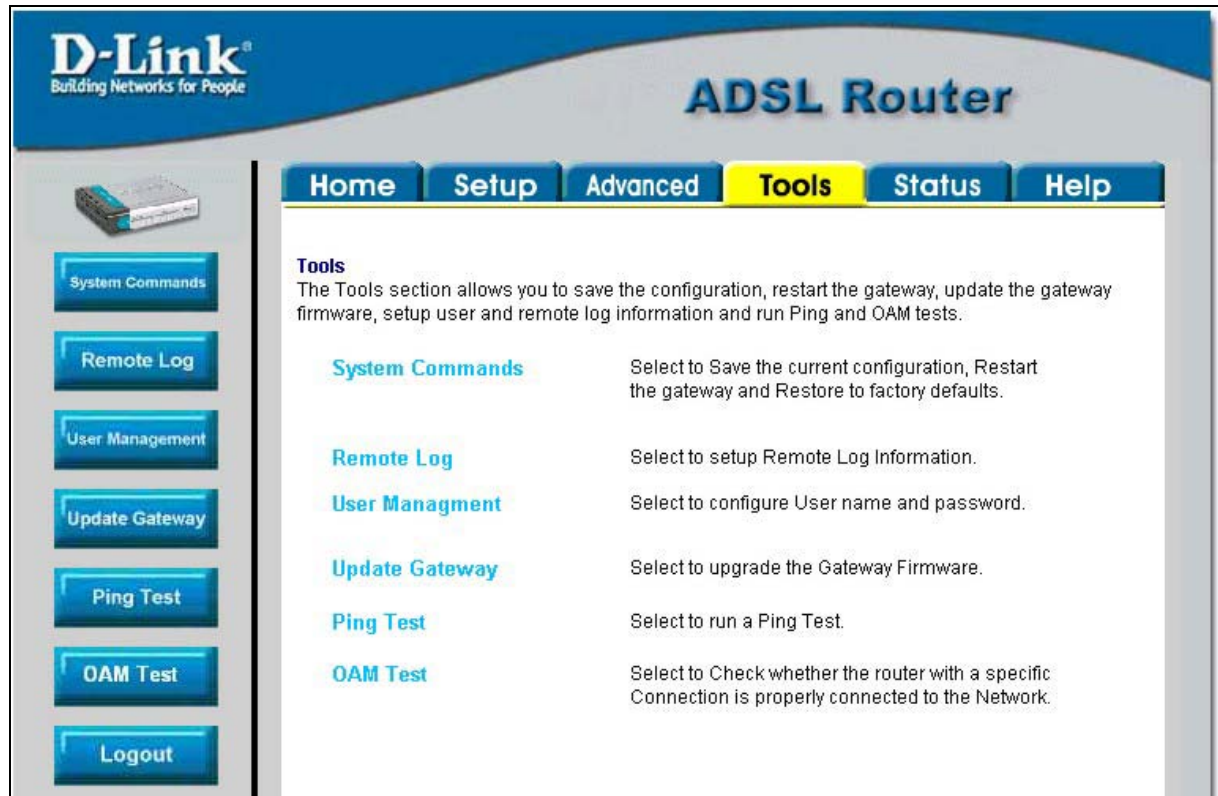 D-Link®
Building Networks for People
ADSL Router
Home Setup Advanced Tools Status Help
System Commands
Remote Log
User Management
Update Gateway
Ping Test
OAM Test
Logout
Tools
The Tools section allows you to save the configuration, restart the gateway, update the gateway
firmware, setup user and remote log information and run Ping and OAM tests.
System Commands Select to Save the current configuration, Restart
the gateway and Restore to factory defaults.
Remote Log Select to setup Remote Log Information.
User Managment Select to configure User name and password.
Update Gateway Select to upgrade the Gateway Firmware.
Ping Test Select to run a Ping Test.
OAM Test Select to Check whether the router with a specific
Connection is properly connected to the Network.